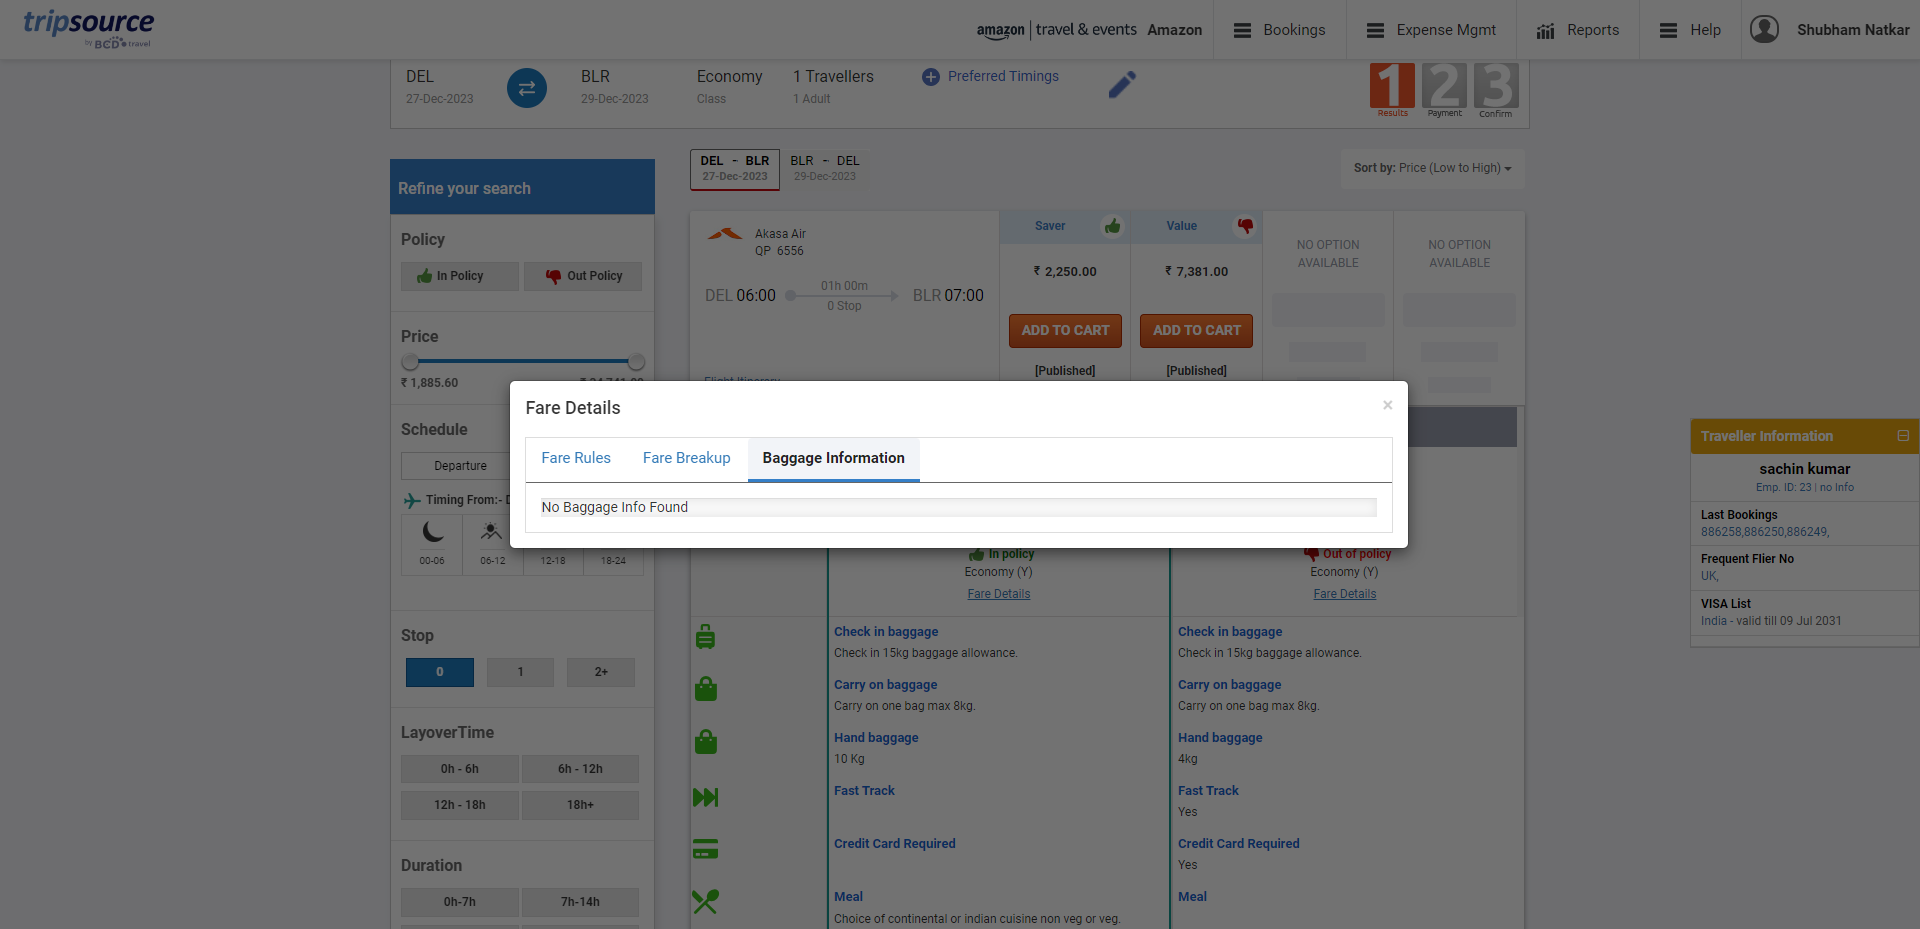 tripsource
by BCD travel
amazon travel & events Amazon
Bookings
Expense Mgmt
Reports
Help
Shubham Natkar
DEL
27-Dec-2023
BLR
29-Dec-2023
Economy
Class
1 Travellers
1 Adult
Preferred Timings
1 2 3
Results Payment Confirm
DEL - BLR
27-Dec-2023
BLR - DEL
29-Dec-2023
Sort by: Price (Low to High)
Refine your search
Policy
In Policy
Out Policy
Price
₹ 1,885.60
Schedule
Departure
Timing From:- D
00-06
06-12
12-18
18-24
Stop
0
1
2+
LayoverTime
0h - 6h
6h - 12h
12h - 18h
18h+
Duration
0h-7h
7h-14h
Akasa Air
QP 6556
DEL 06:00
01h 00m
0 Stop
BLR 07:00
Saver
₹ 2,250.00
ADD TO CART
[Published]
Value
₹ 7,381.00
ADD TO CART
[Published]
NO OPTION
AVAILABLE
NO OPTION
AVAILABLE
Fare Details
×
Fare Rules
Fare Breakup
Baggage Information
No Baggage Info Found
In policy
Economy (Y)
Fare Details
Out of policy
Economy (Y)
Fare Details
Check in baggage
Check in 15kg baggage allowance.
Check in baggage
Check in 15kg baggage allowance.
Carry on baggage
Carry on one bag max 8kg.
Carry on baggage
Carry on one bag max 8kg.
Hand baggage
10 Kg
Hand baggage
4kg
Fast Track
Fast Track
Yes
Credit Card Required
Credit Card Required
Yes
Meal
Choice of continental or indian cuisine non veg or veg.
Meal
Traveller Information
sachin kumar
Emp. ID: 23 | no Info
Last Bookings
886258,886250,886249,
Frequent Flier No
UK,
VISA List
India - valid till 09 Jul 2031